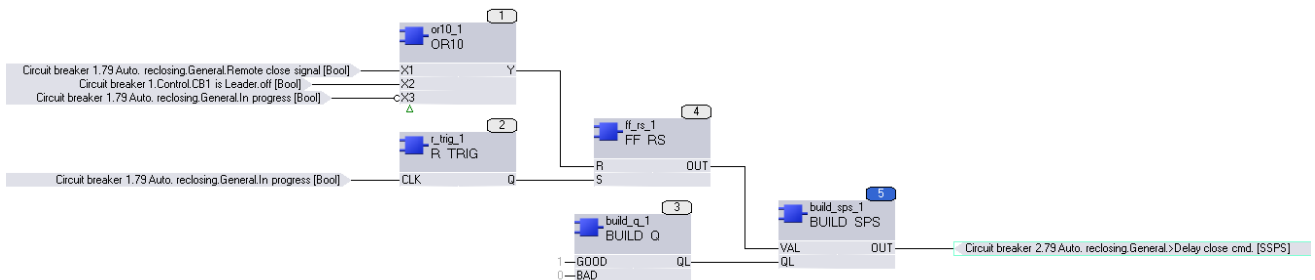 1
or10_1
OR10
Circuit breaker 1.79 Auto. reclosing.General.Remote close signal [Bool]
X1
Y
Circuit breaker 1.Control.CB1 is Leader.off [Bool]
X2
Circuit breaker 1.79 Auto. reclosing.General.In progress [Bool]
X3
2
r_trig_1
R TRIG
Circuit breaker 1.79 Auto. reclosing.General.In progress [Bool]
CLK
Q
4
ff_rs_1
FF RS
R
OUT
S
3
build_q_1
BUILD Q
1
GOOD
QL
0
BAD
5
build_sps_1
BUILD SPS
VAL
OUT
QL
Circuit breaker 2.79 Auto. reclosing.General.>Delay close cmd. [SSPS]